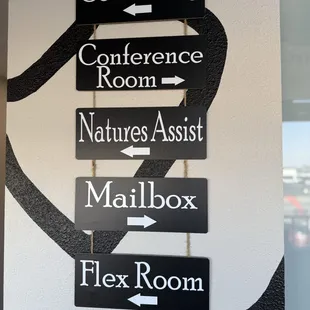 Conference
Room →
Natures Assist
←
Mailbox
→
Flex Room
←